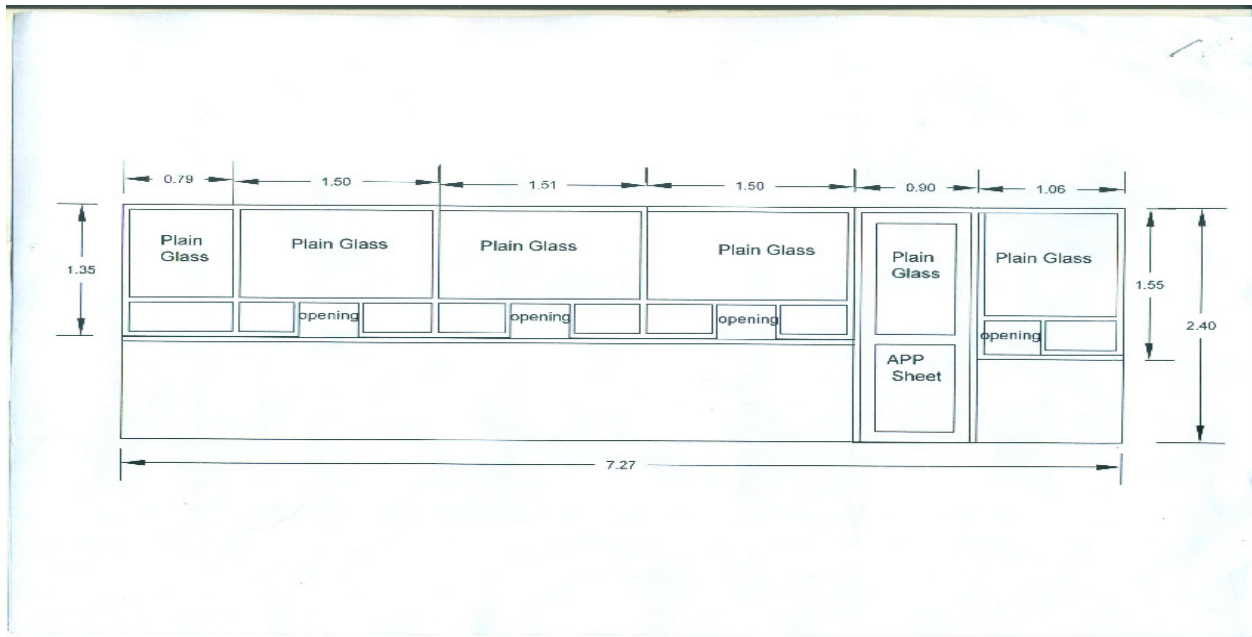 0.79
1.50
1.51
1.50
0.90
1.06
Plain
Glass
Plain Glass
Plain Glass
Plain Glass
Plain
Glass
Plain Glass
1.35
1.55
opening
opening
opening
opening
2.40
APP
Sheet
7.27